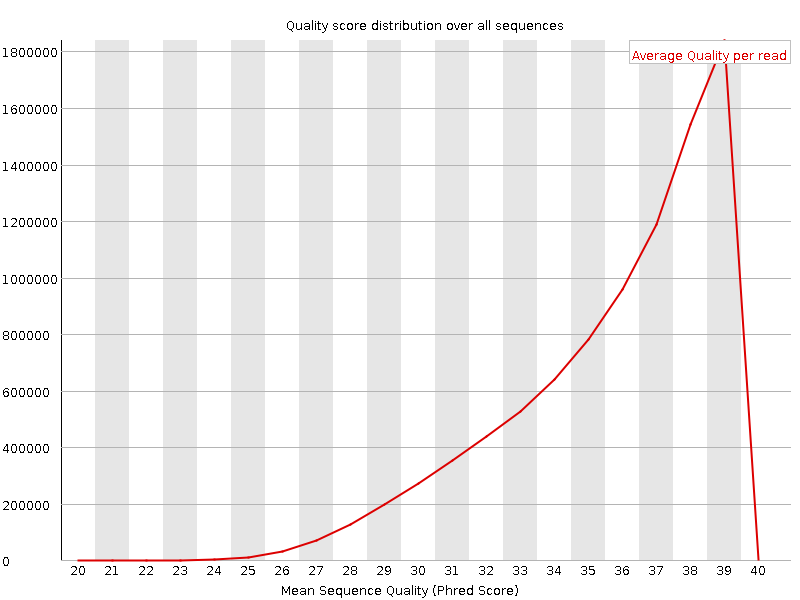 Quality score distribution over all sequences
Average Quality per read
1800000
1600000
1400000
1200000
1000000
800000
600000
400000
200000
0
20 21 22 23 24 25 26 27 28 29 30 31 32 33 34 35 36 37 38 39 40
Mean Sequence Quality (Phred Score)